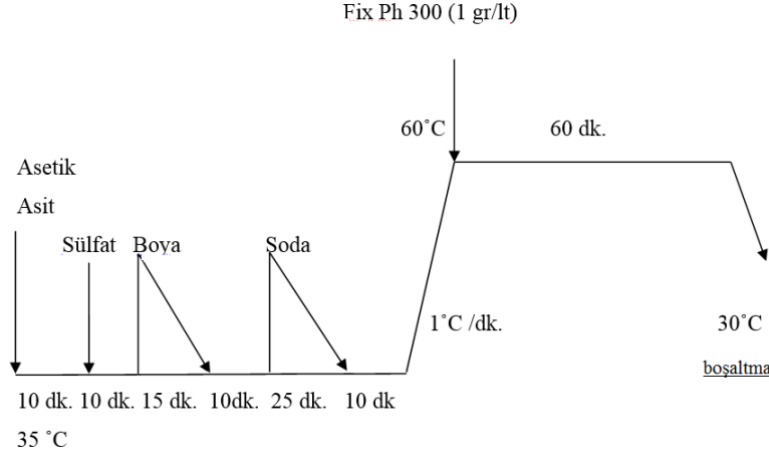 Fix Ph 300 (1 gr/lt)
60˚C
60 dk.
Asetik
Asit
Sülfat
Boya
Soda
1˚C /dk.
30˚C
boşaltma
10 dk. 10 dk. 15 dk. 10dk. 25 dk. 10 dk
35 ˚C